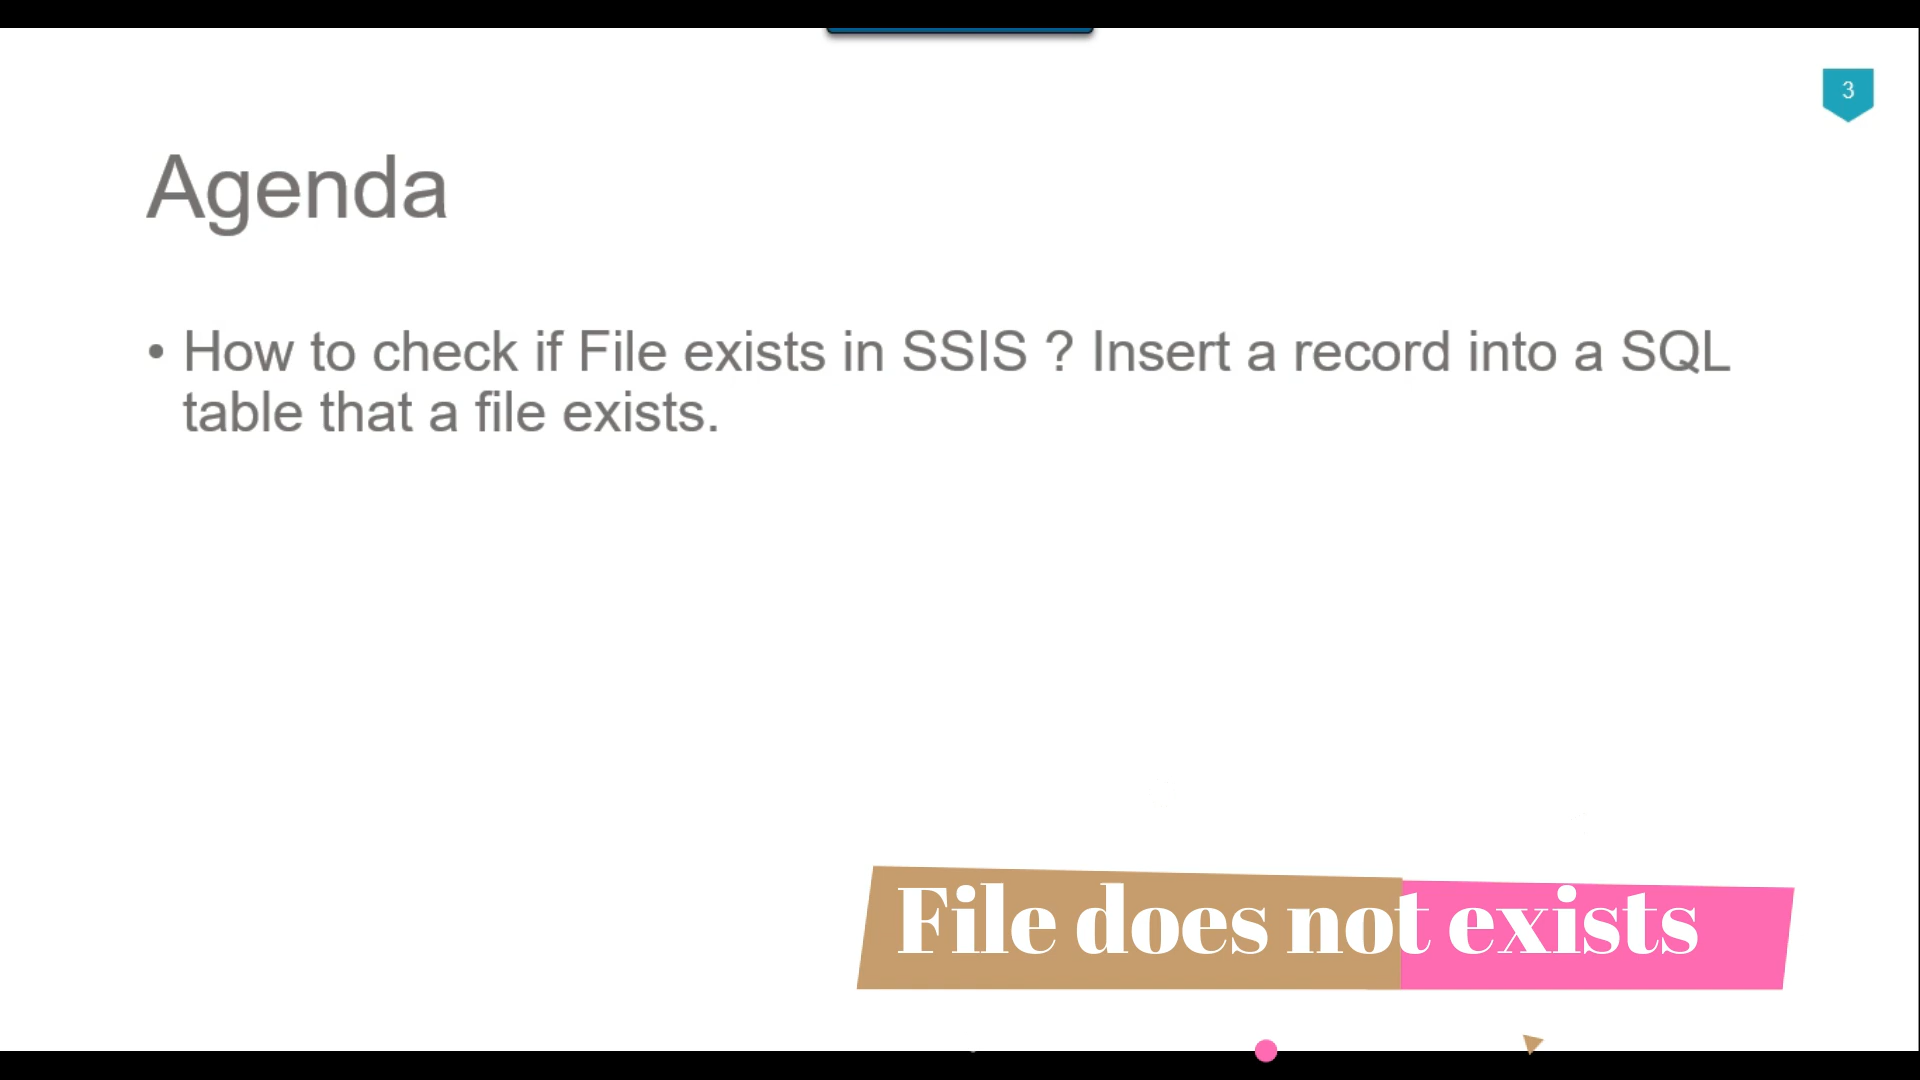 3
Agenda
• How to check if File exists in SSIS ? Insert a record into a SQL
table that a file exists.
File does not exists